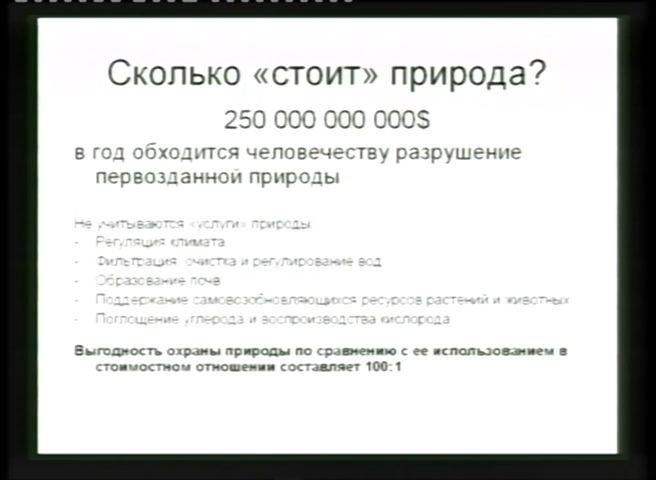 Сколько «стоит» природа?
250 000 000 000$
в год обходится человечеству разрушение
первозданной природы
Не учитываются «услуги» природы:
- Регуляция климата
- Фильтрация, очистка и регулирование вод
- Образование почв
- Поддержание самовозобновляющихся ресурсов растений и животных
- Поглощение углерода и воспроизводства кислорода
Выгодность охраны природы по сравнению с ее использованием в
стоимостном отношении составляет 100:1